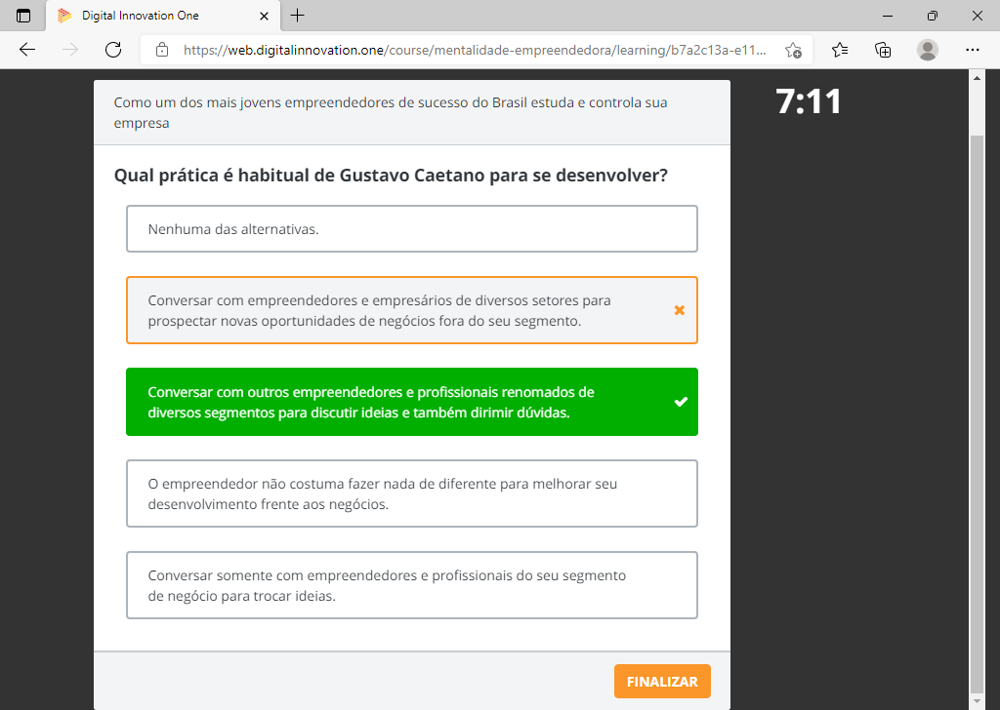 Digital Innovation One
https://web.digitalinnovation.one/course/mentalidade-empreendedora/learning/b7a2c13a-e11...
Como um dos mais jovens empreendedores de sucesso do Brasil estuda e controla sua
empresa
7:11
Qual prática é habitual de Gustavo Caetano para se desenvolver?
Nenhuma das alternativas.
Conversar com empreendedores e empresários de diversos setores para
prospectar novas oportunidades de negócios fora do seu segmento.
Conversar com outros empreendedores e profissionais renomados de
diversos segmentos para discutir ideias e também dirimir dúvidas.
O empreendedor não costuma fazer nada de diferente para melhorar seu
desenvolvimento frente aos negócios.
Conversar somente com empreendedores e profissionais do seu segmento
de negócio para trocar ideias.
FINALIZAR